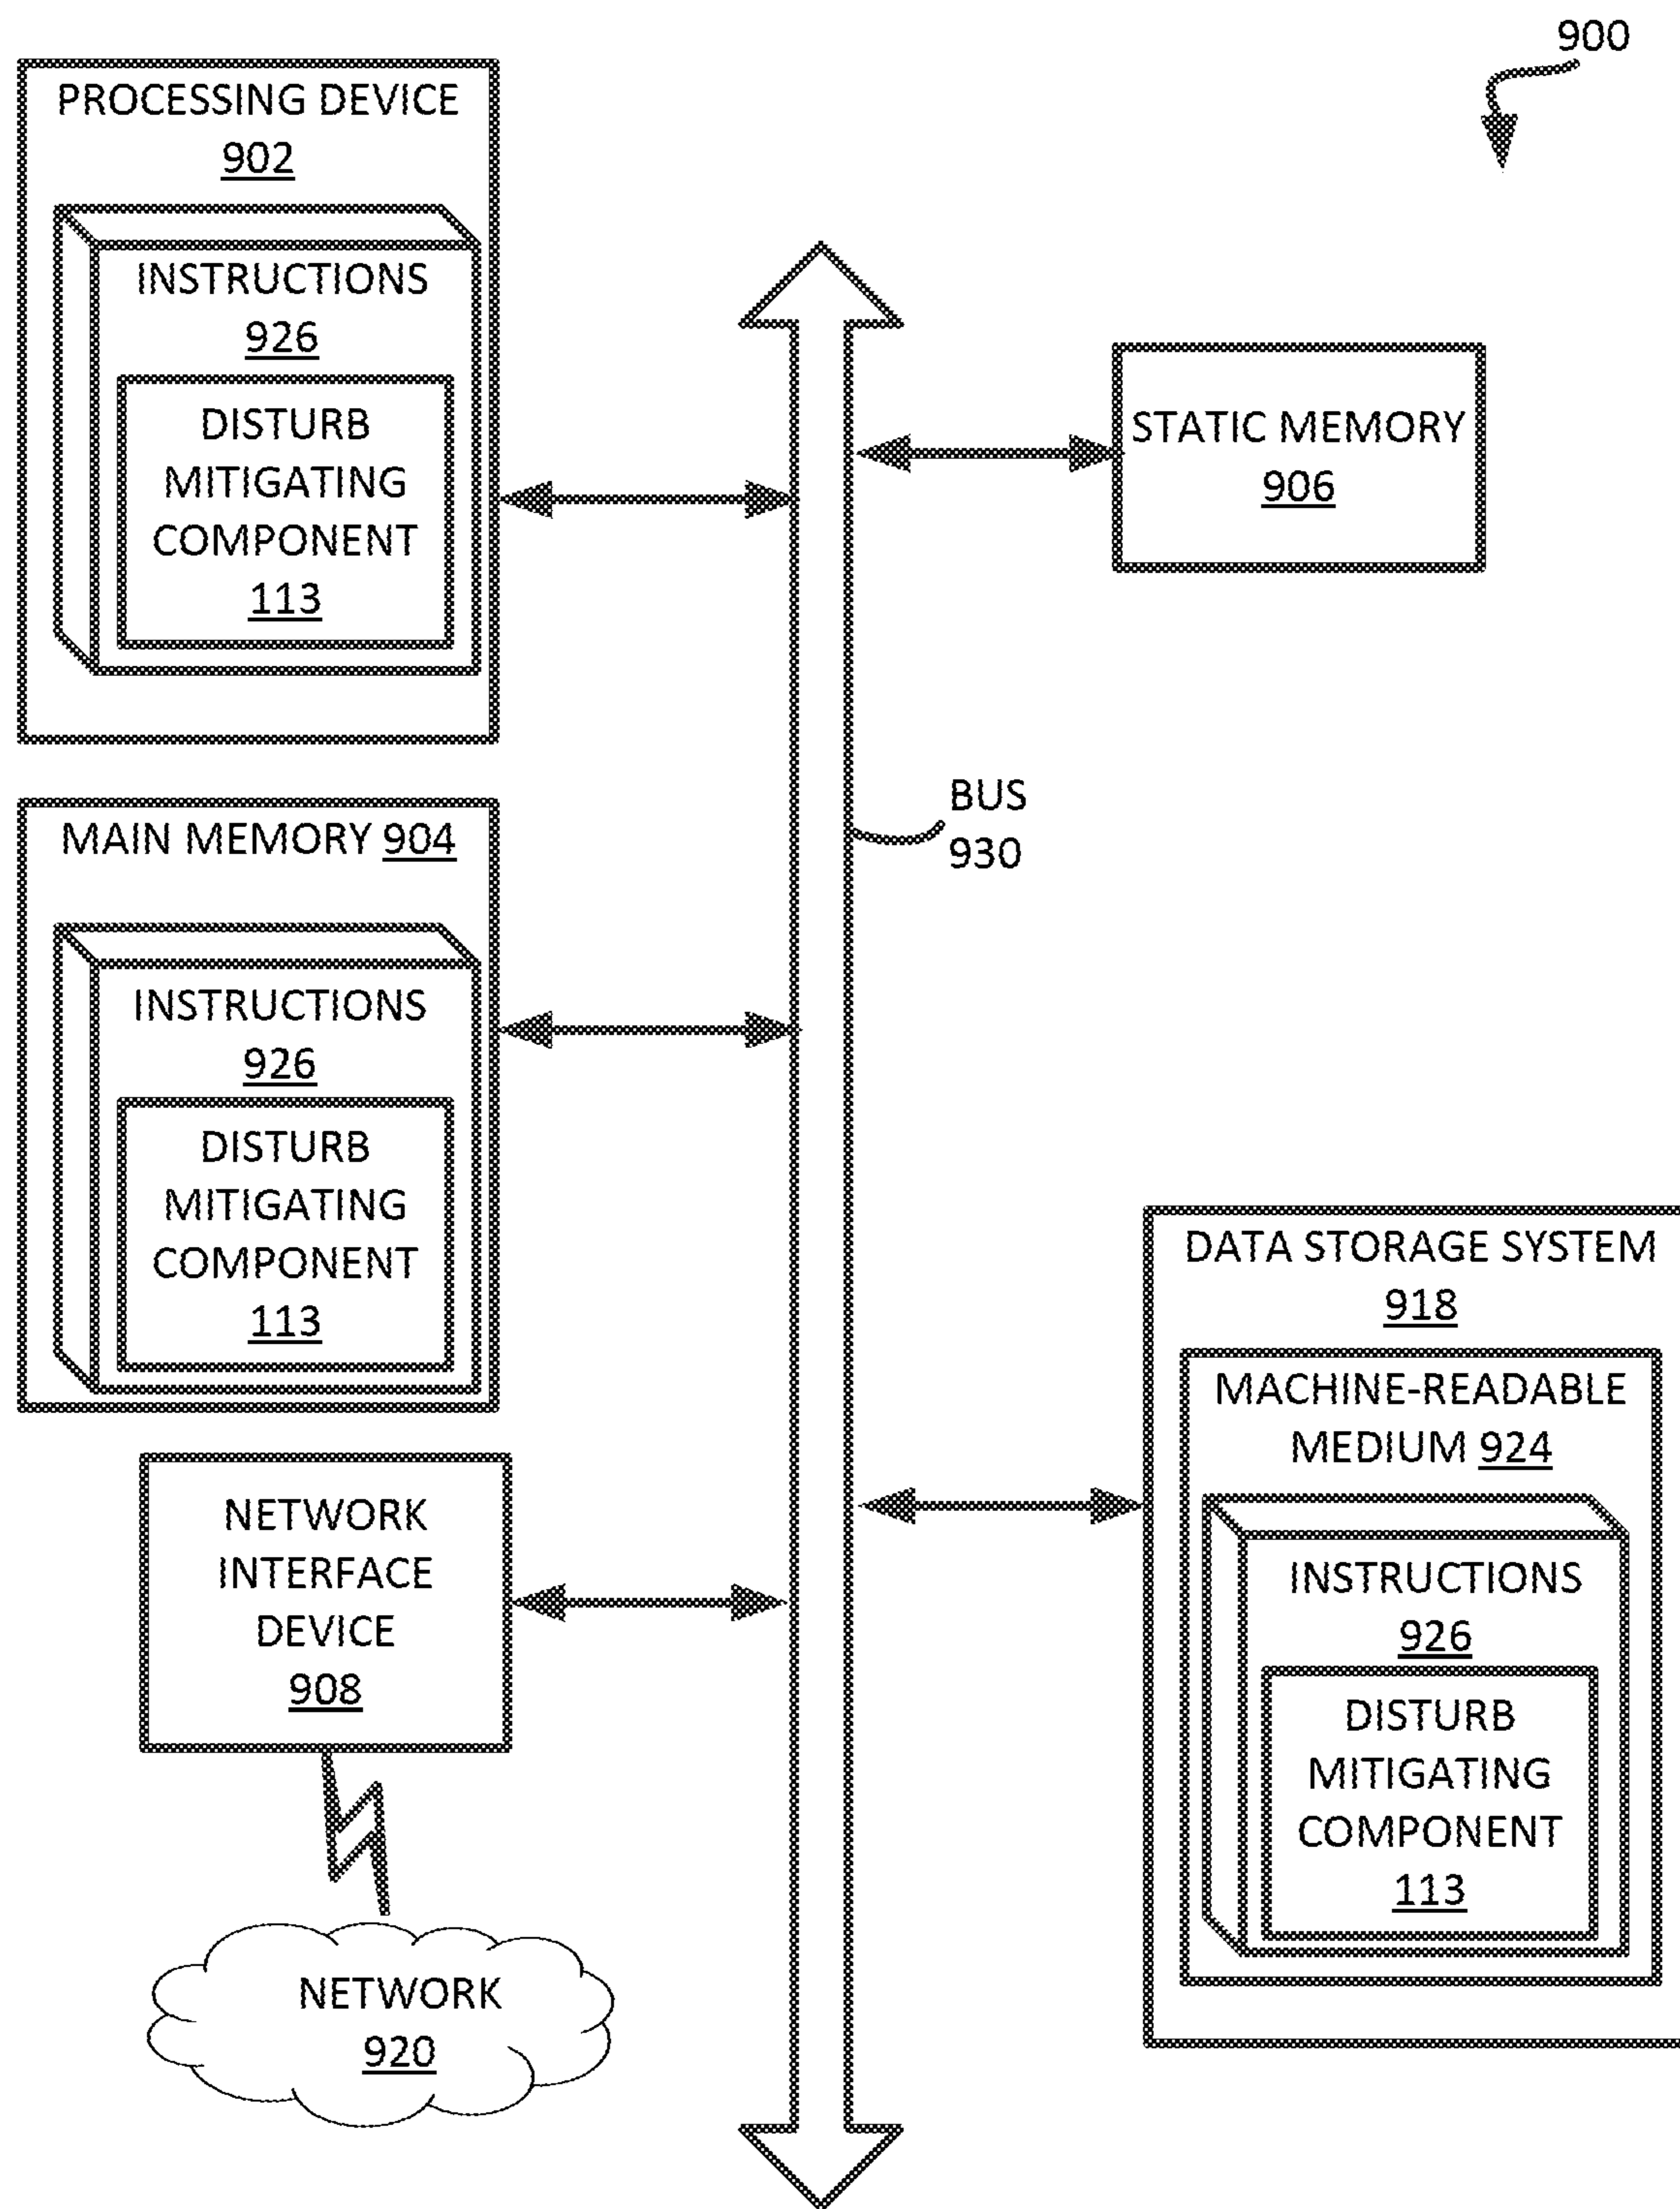 900
PROCESSING DEVICE
902
INSTRUCTIONS
926
DISTURB
MITIGATING
COMPONENT
113
STATIC MEMORY
906
BUS
930
MAIN MEMORY 904
INSTRUCTIONS
926
DISTURB
MITIGATING
COMPONENT
113
DATA STORAGE SYSTEM
918
MACHINE-READABLE
MEDIUM 924
INSTRUCTIONS
926
DISTURB
MITIGATING
COMPONENT
113
NETWORK
INTERFACE
DEVICE
908
NETWORK
920